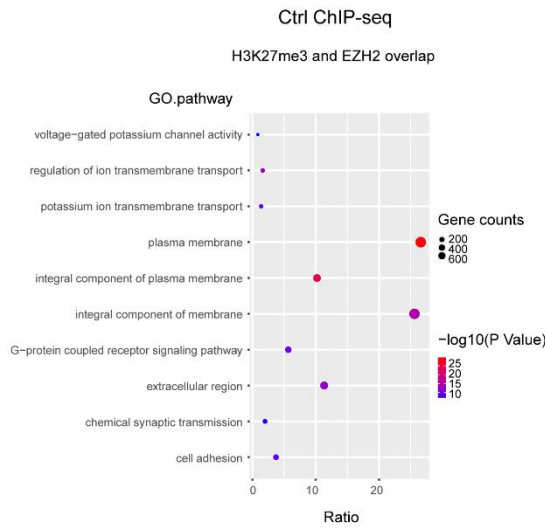 Ctrl ChIP-seq
H3K27me3 and EZH2 overlap
GO.pathway
voltage-gated potassium channel activity
regulation of ion transmembrane transport
potassium ion transmembrane transport
plasma membrane
integral component of plasma membrane
integral component of membrane
G-protein coupled receptor signaling pathway
extracellular region
chemical synaptic transmission
cell adhesion
0 10 20
Ratio
Gene counts
200
400
600
−log10(P Value)
25
20
15
10